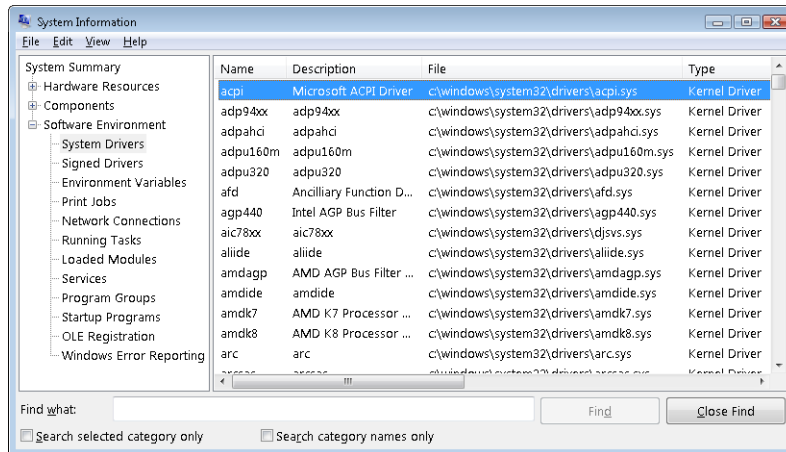 System Information
File Edit View Help
System Summary
Hardware Resources
Components
Software Environment
System Drivers
Signed Drivers
Environment Variables
Print Jobs
Network Connections
Running Tasks
Loaded Modules
Services
Program Groups
Startup Programs
OLE Registration
Windows Error Reporting
Name Description File Type
acpi Microsoft ACPI Driver c:\windows\system32\drivers\acpi.sys Kernel Driver
adp94xx adp94xx c:\windows\system32\drivers\adp94xx.sys Kernel Driver
adpahci adpahci c:\windows\system32\drivers\adpahci.sys Kernel Driver
adpu160m adpu160m c:\windows\system32\drivers\adpu160m.sys Kernel Driver
adpu320 adpu320 c:\windows\system32\drivers\adpu320.sys Kernel Driver
afd Ancilliary Function D... c:\windows\system32\drivers\afd.sys Kernel Driver
agp440 Intel AGP Bus Filter c:\windows\system32\drivers\agp440.sys Kernel Driver
aic78xx aic78xx c:\windows\system32\drivers\djsvs.sys Kernel Driver
aliide aliide c:\windows\system32\drivers\aliide.sys Kernel Driver
amdagp AMD AGP Bus Filter ... c:\windows\system32\drivers\amdagp.sys Kernel Driver
amdide amdide c:\windows\system32\drivers\amdide.sys Kernel Driver
amdk7 AMD K7 Processor ... c:\windows\system32\drivers\amdk7.sys Kernel Driver
amdk8 AMD K8 Processor ... c:\windows\system32\drivers\amdk8.sys Kernel Driver
arc arc c:\windows\system32\drivers\arc.sys Kernel Driver
arcsas arcsas c:\windows\system32\drivers\arcsas.sys Kernel Driver
Find what: Find Close Find
Search selected category only Search category names only